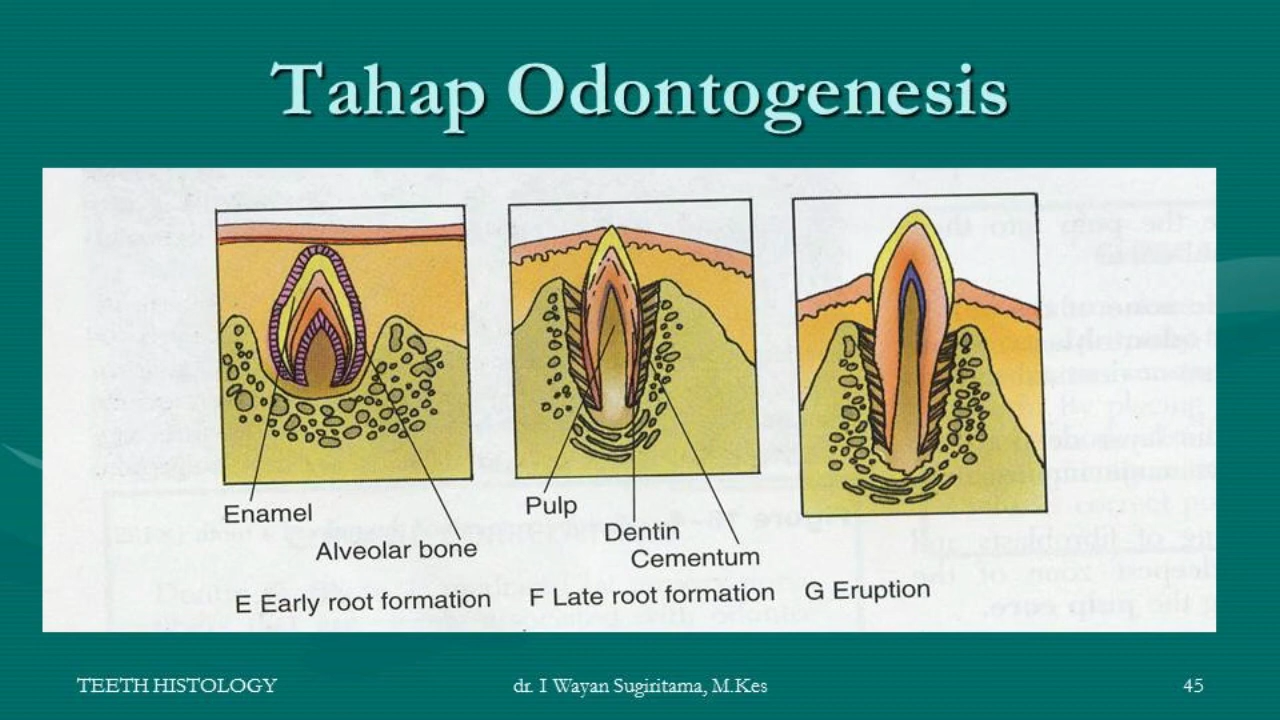 Tahap Odontogenesis
Enamel
Alveolar bone
Pulp
Dentin
Cementum
E Early root formation
F Late root formation
G Eruption
TEETH HISTOLOGY
dr. I Wayan Sugiritama, M.Kes
45